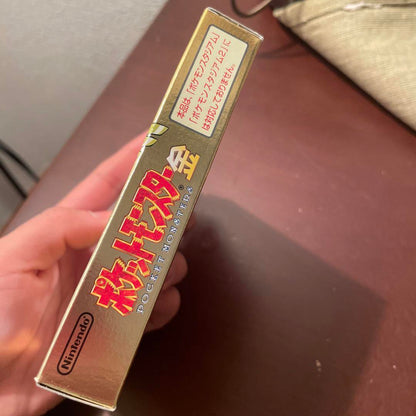 本品は、「ポケモンスタジアム」
「ポケモンスタジアム2」に
は対応しておりません。
ポケットモンスター金
POCKET MONSTERS®
Nintendo®